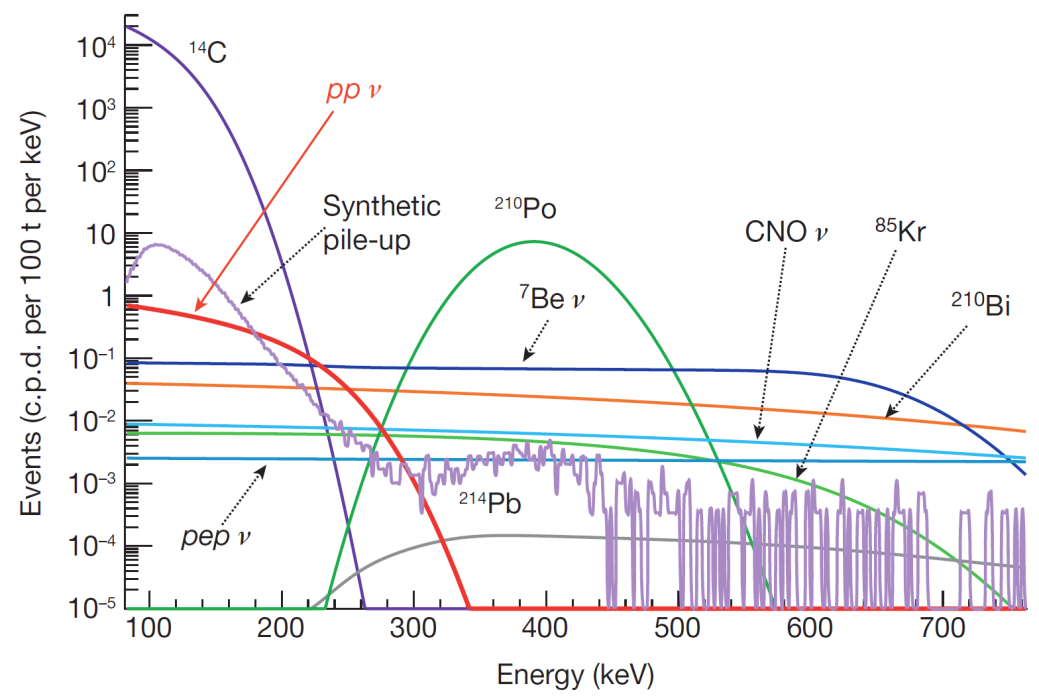 Events (c.p.d. per 100 t per keV)
10⁴
10³
10²
10
1
10⁻¹
10⁻²
10⁻³
10⁻⁴
10⁻⁵
¹⁴C
pp ν
Synthetic
pile-up
²¹⁰Po
⁷Be ν
CNO ν
⁸⁵Kr
²¹⁰Bi
pep ν
²¹⁴Pb
100 200 300 400 500 600 700
Energy (keV)